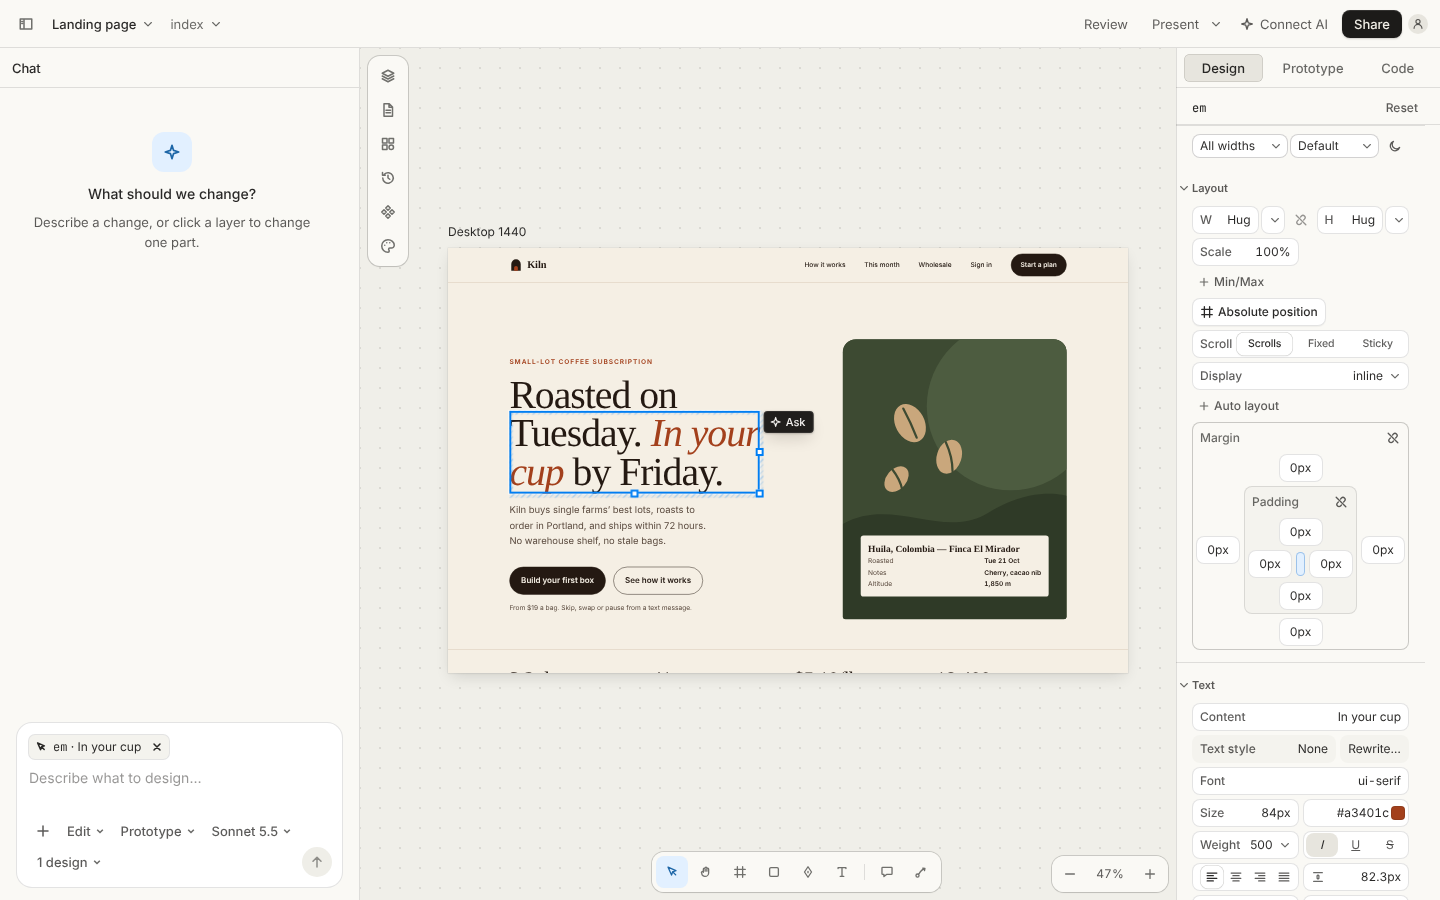 Landing page
index
Review
Present
Connect AI
Share
Chat
What should we change?
Describe a change, or click a layer to change
one part.
em · In your cup
Describe what to design...
Edit
Prototype
Sonnet 5.5
1 design
Desktop 1440
Kiln
How it works
This month
Wholesale
Sign in
Start a plan
SMALL-LOT COFFEE SUBSCRIPTION
Roasted on
Tuesday. In your
cup by Friday.
Ask
Kiln buys single farms' best lots, roasts to
order in Portland, and ships within 72 hours.
No warehouse shelf, no stale bags.
Build your first box
See how it works
From $19 a bag. Skip, swap or pause from a text message.
Huila, Colombia — Finca El Mirador
Roasted Tue 21 Oct
Notes Cherry, cacao nib
Altitude 1,850 m
47%
Design
Prototype
Code
em
Reset
All widths
Default
Layout
W Hug
H Hug
Scale 100%
Min/Max
Absolute position
Scroll Scrolls Fixed Sticky
Display inline
Auto layout
Margin
0px
Padding
0px
0px 0px 0px 0px
0px
0px
Text
Content In your cup
Text style None Rewrite...
Font ui-serif
Size 84px #a3401c
Weight 500 I U S
82.3px